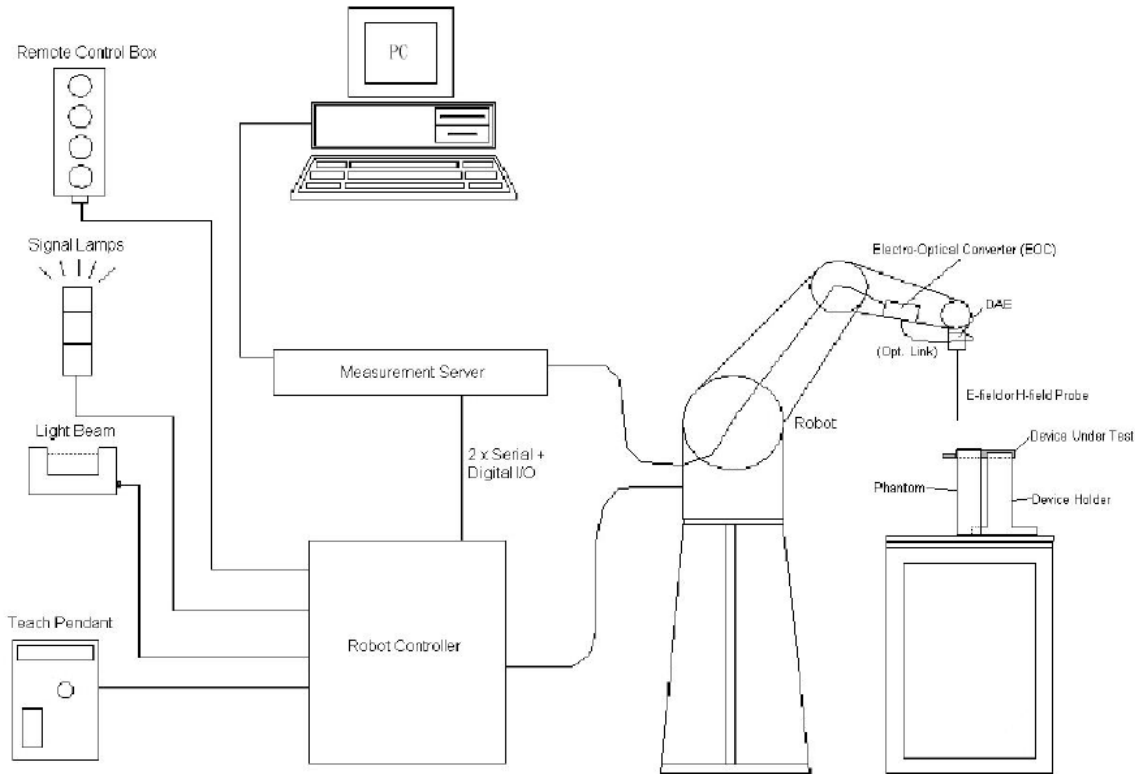 Remote Control Box
PC
Signal Lamps
Electro-Optical Converter (EOC)
DAE
(Opt. Link)
Measurement Server
E-field or H-field Probe
Robot
Light Beam
2 x Serial +
Digital I/O
Device Under Test
Phantom
Device Holder
Teach Pendant
Robot Controller